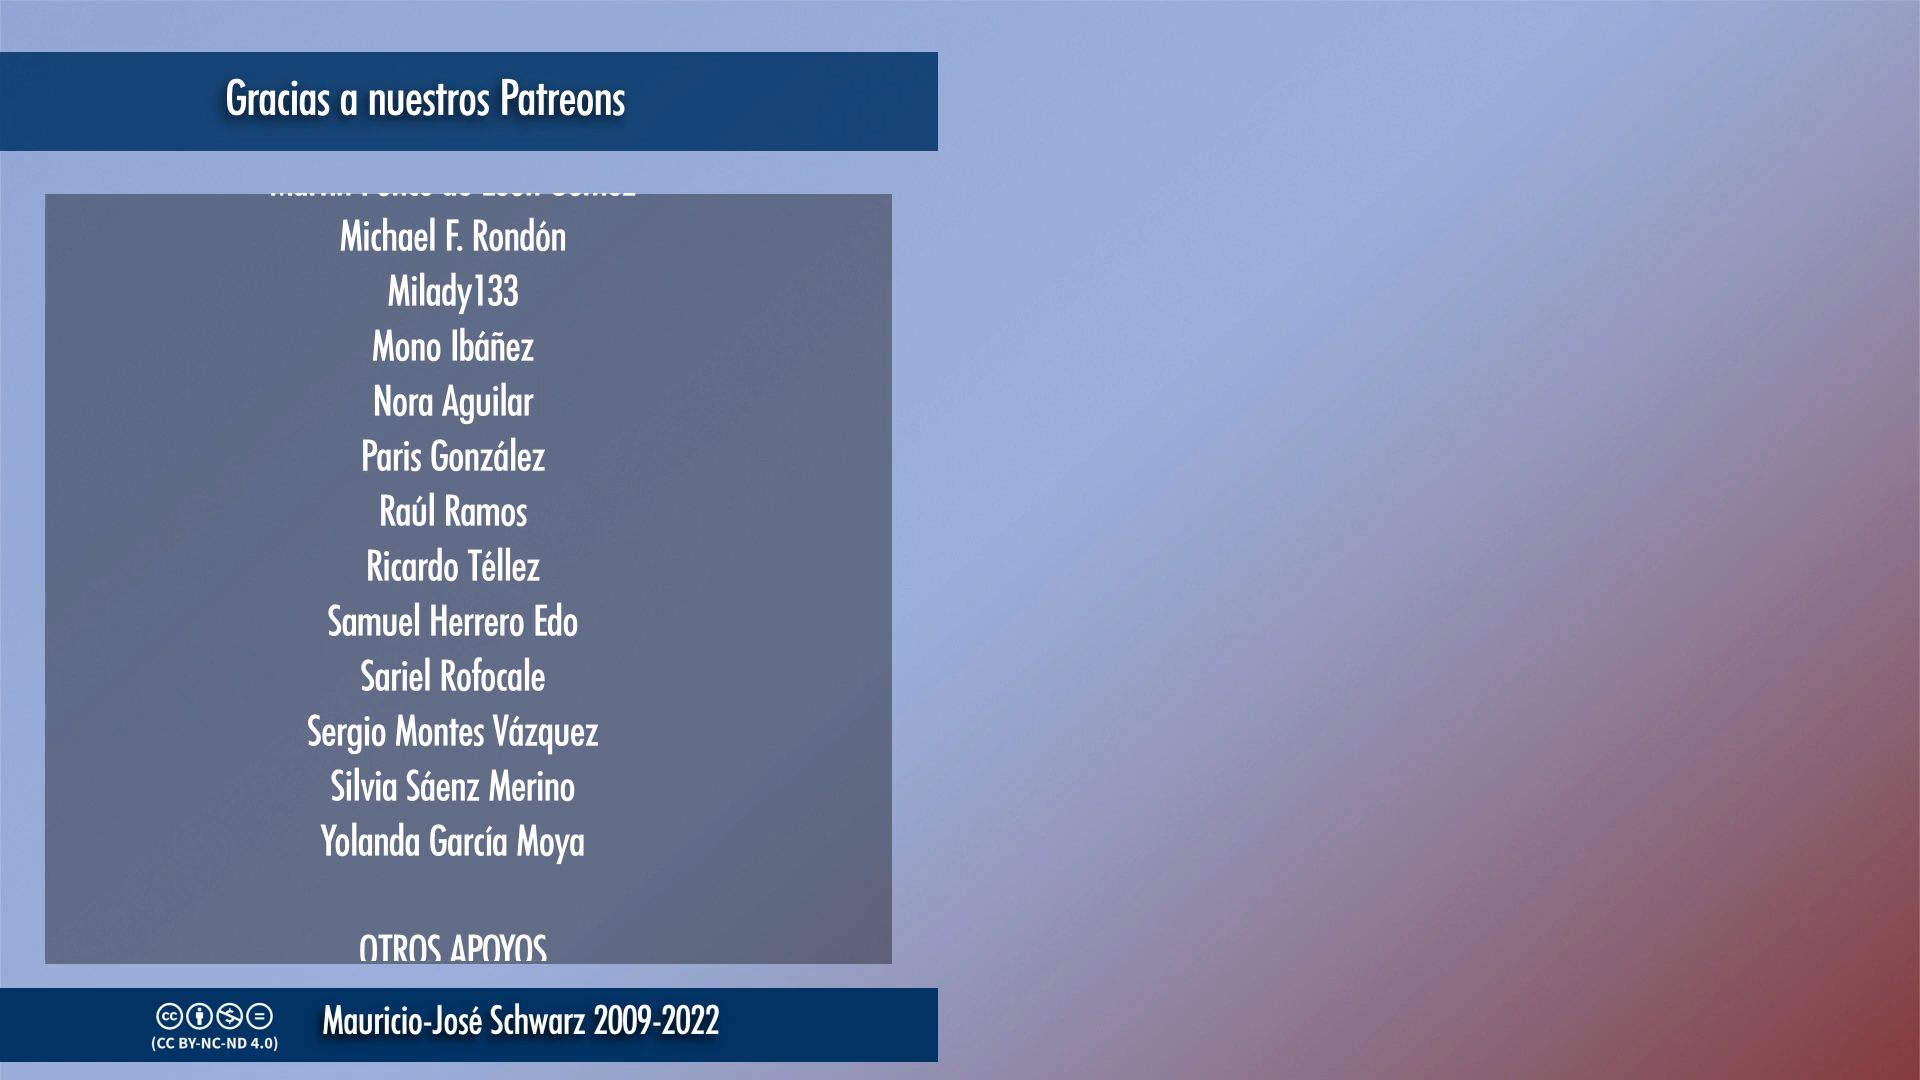 Gracias a nuestros Patreons
Michael F. Rondón
Milady133
Mono Ibáñez
Nora Aguilar
Paris González
Raúl Ramos
Ricardo Téllez
Samuel Herrero Edo
Sariel Rofocale
Sergio Montes Vázquez
Silvia Sáenz Merino
Yolanda García Moya
OTROS APOYOS
Mauricio-José Schwarz 2009-2022
(CC BY-NC-ND 4.0)